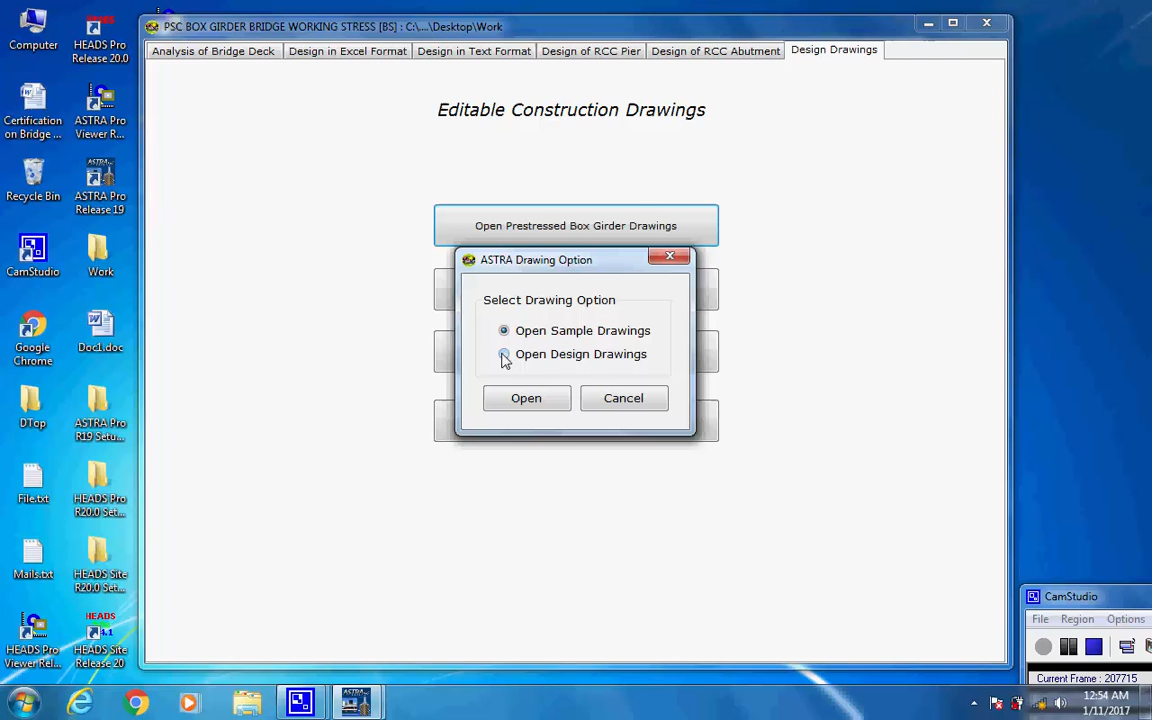 PSC BOX GIRDER BRIDGE WORKING STRESS [BS] : C:\....\Desktop\Work
Analysis of Bridge Deck
Design in Excel Format
Design in Text Format
Design of RCC Pier
Design of RCC Abutment
Design Drawings
Editable Construction Drawings
Open Prestressed Box Girder Drawings
ASTRA Drawing Option
Select Drawing Option
Open Sample Drawings
Open Design Drawings
Open
Cancel
Computer
HEADS Pro
Release 20.0
Certification
on Bridge ...
ASTRA Pro
Viewer R...
Recycle Bin
ASTRA Pro
Release 19
CamStudio
Work
Google
Chrome
Doc1.doc
DTop
ASTRA Pro
R19 Setu...
File.txt
HEADS Pro
R20.0 Set...
Mails.txt
HEADS Site
R20.0 Set...
HEADS Pro
Viewer Rel...
HEADS
4.1
HEADS Site
Release 20
CamStudio
File
Region
Options
Current Frame : 207715
12:54 AM
1/11/2017